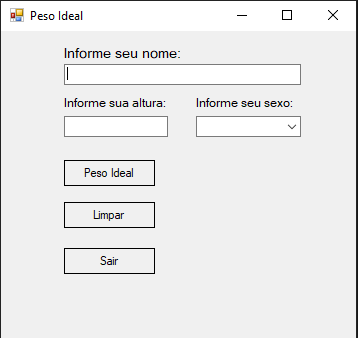 Peso Ideal
Informe seu nome:
Informe sua altura: Informe seu sexo:
Peso Ideal
Limpar
Sair